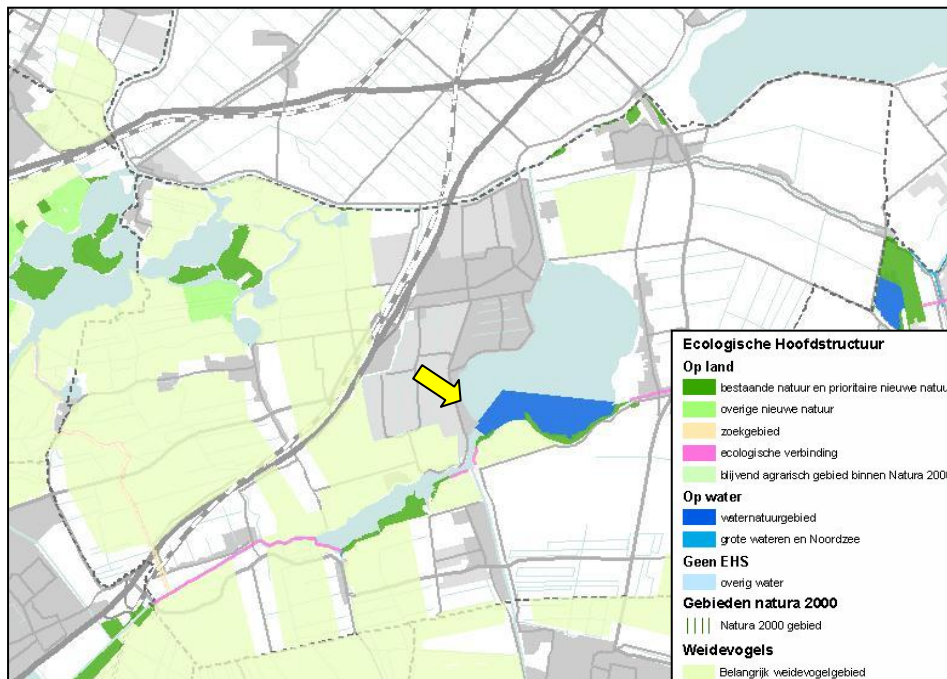 Ecologische Hoofdstructuur
Op land
bestaande natuur en prioritaire nieuwe natuu
overige nieuwe natuur
zoekgebied
ecologische verbinding
blijvend agrarisch gebied binnen Natura 2000
Op water
waternatuurgebied
grote wateren en Noordzee
Geen EHS
overig water
Gebieden natura 2000
Natura 2000 gebied
Weidevogels
Belangrijk weidevogelgebied